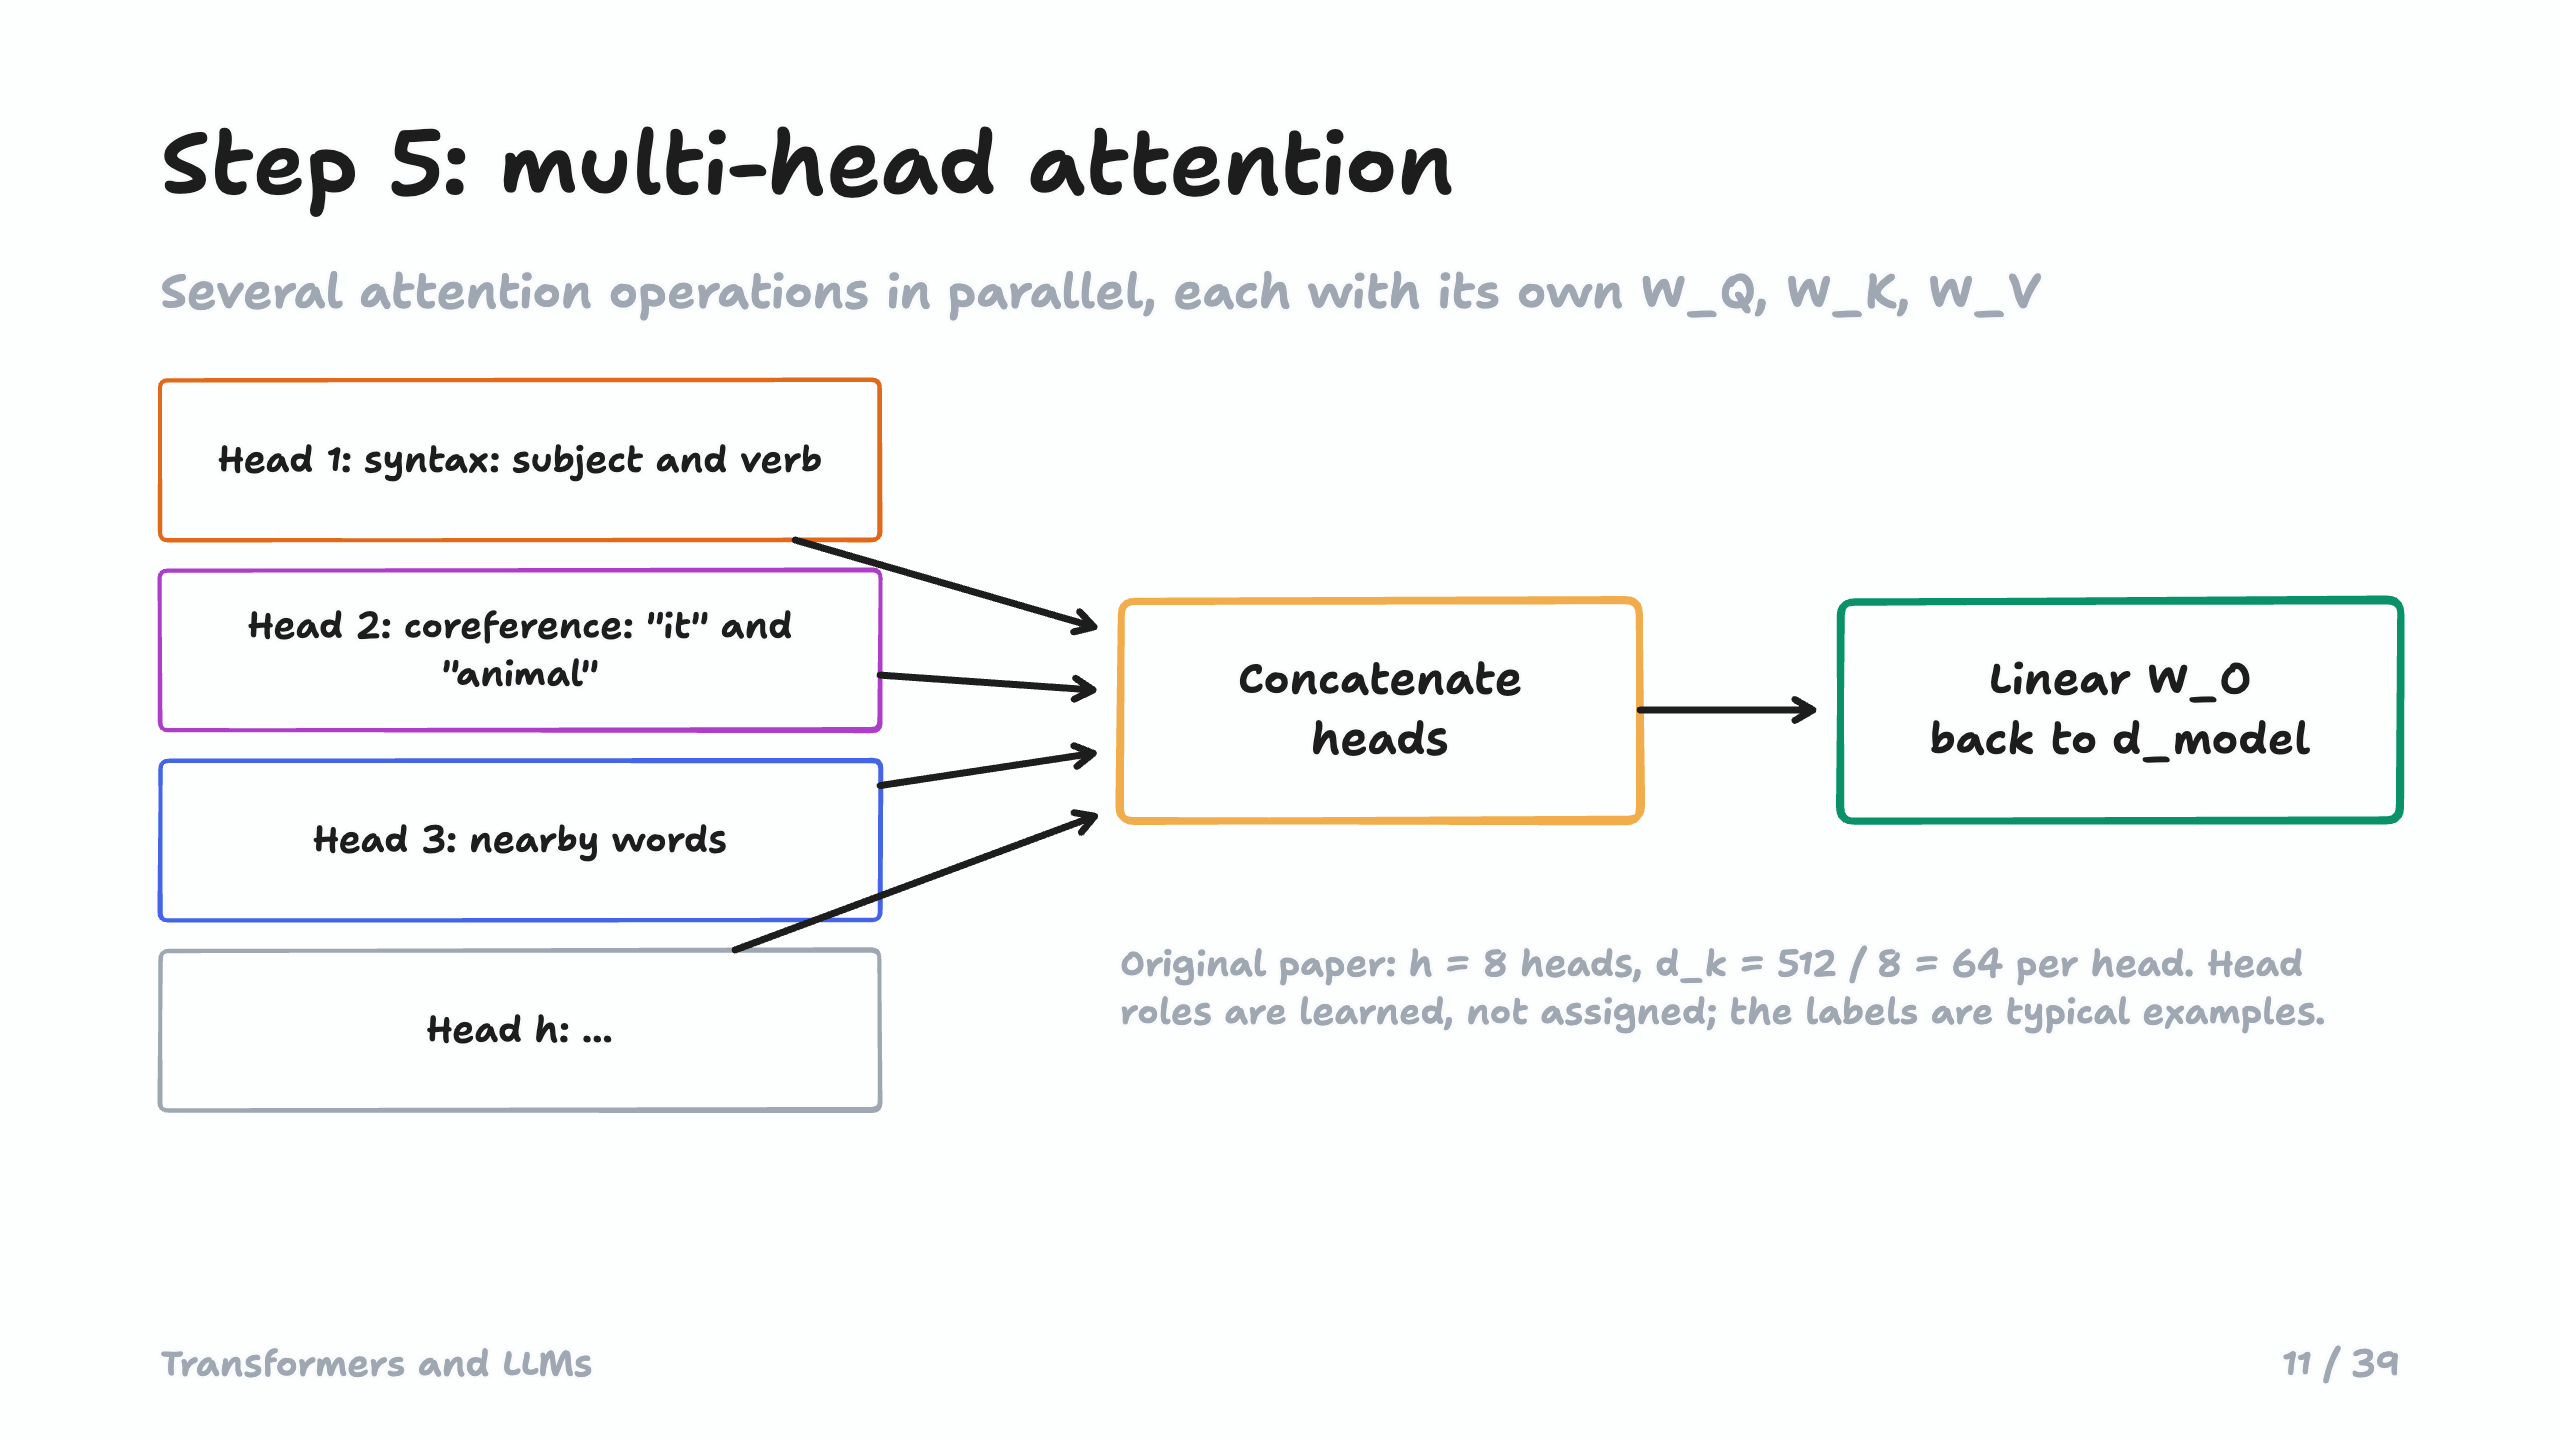 Step 5: multi-head attention
Several attention operations in parallel, each with its own W_Q, W_K, W_V
Head 1: syntax: subject and verb
Head 2: coreference: "it" and
"animal"
Head 3: nearby words
Head h: ...
Concatenate
heads
Linear W_O
back to d_model
Original paper: h = 8 heads, d_k = 512 / 8 = 64 per head. Head
roles are learned, not assigned; the labels are typical examples.
Transformers and LLMs
11 / 39